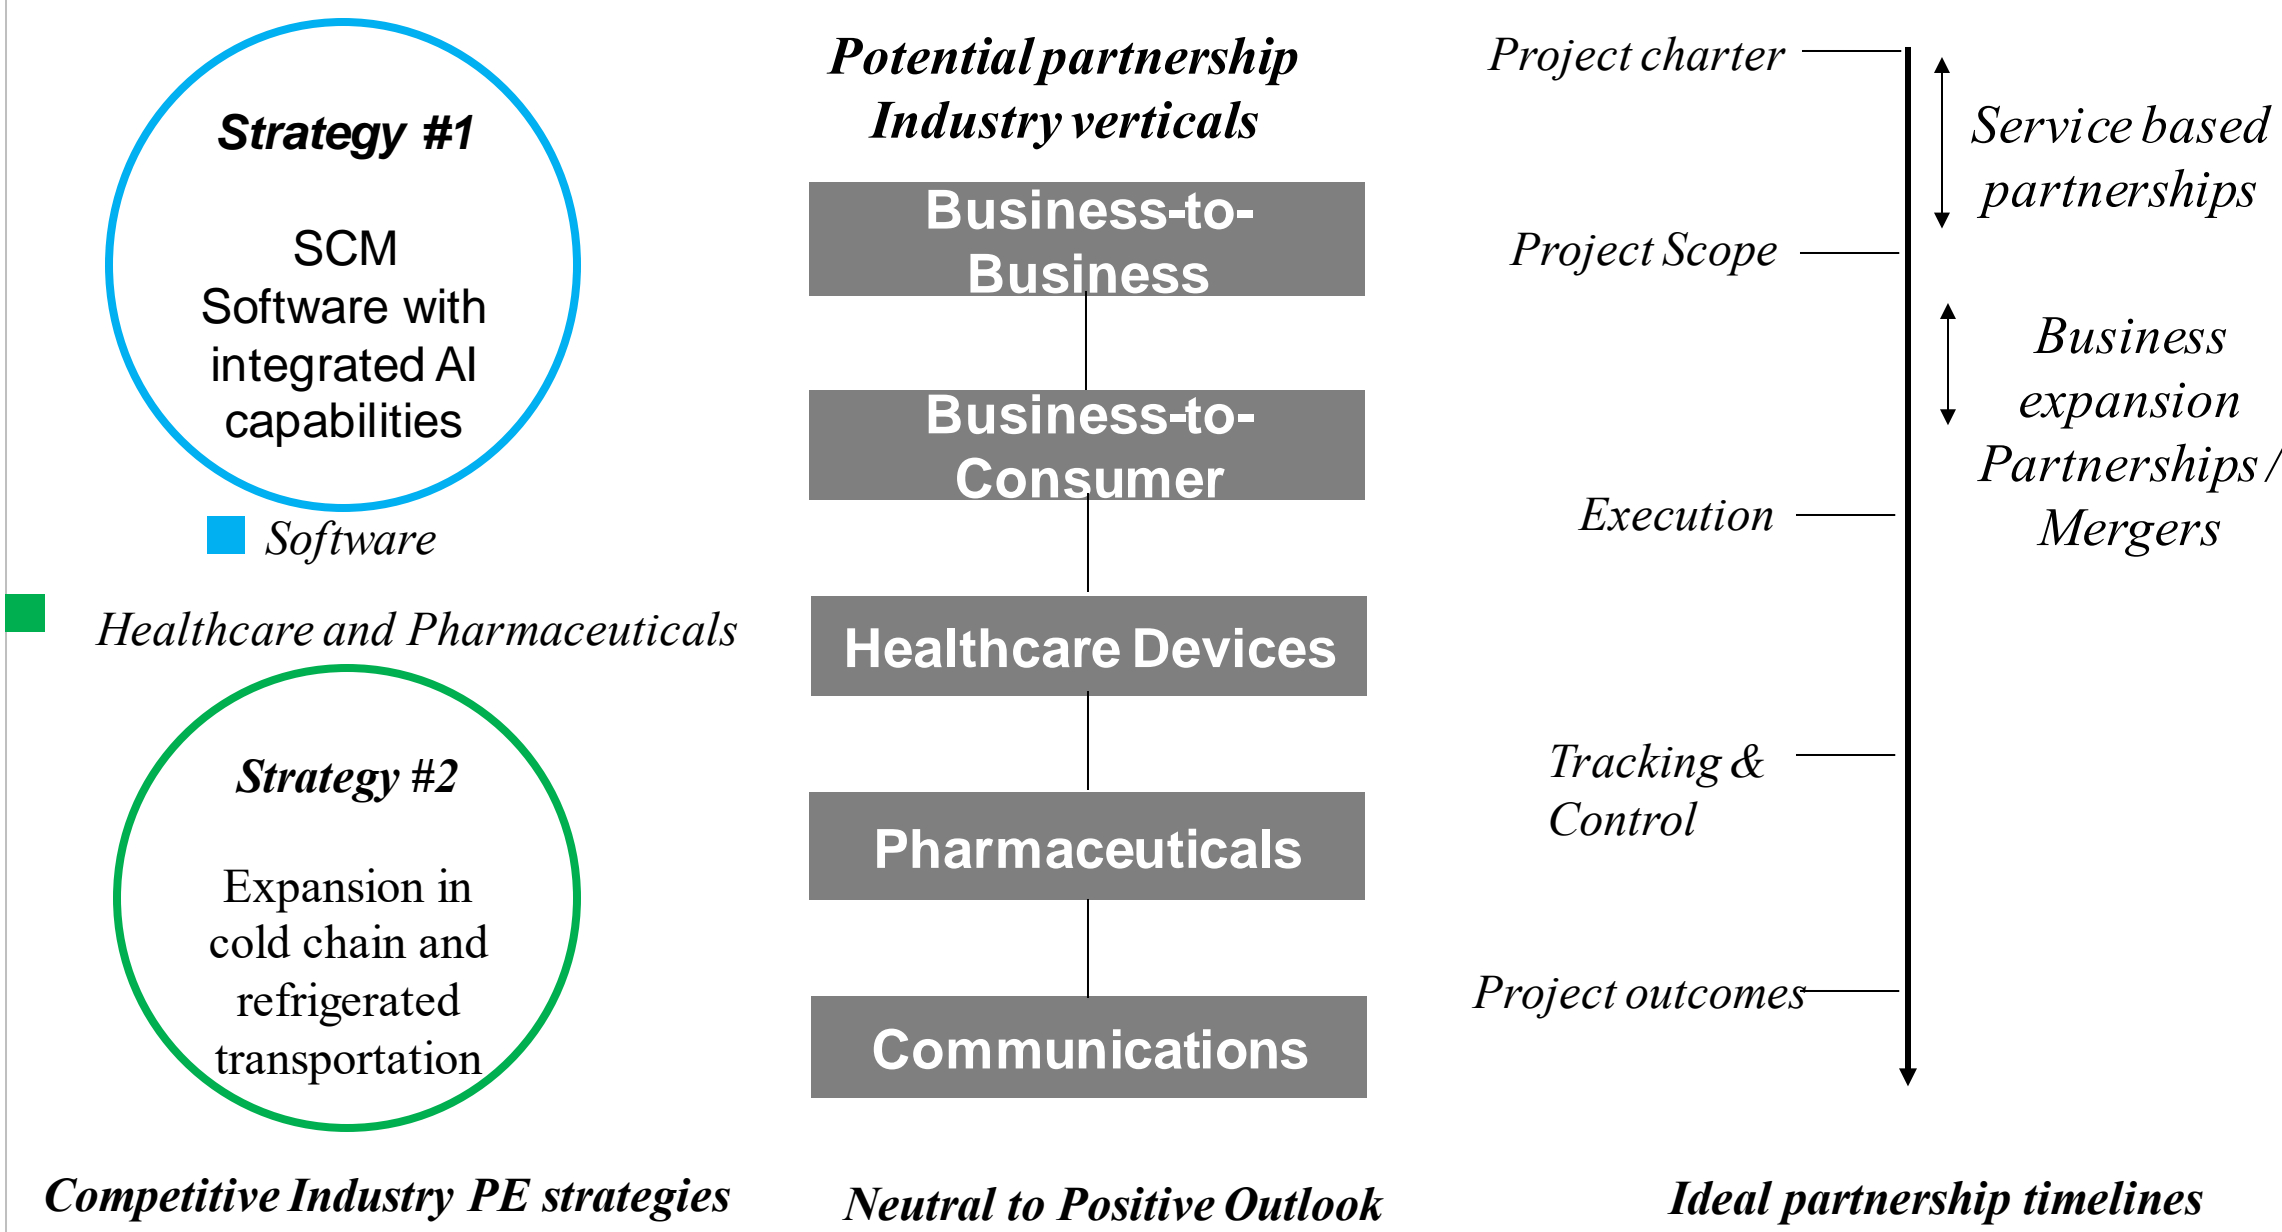 Strategy #1
SCM
Software with
integrated AI
capabilities
Software
Healthcare and Pharmaceuticals
Strategy #2
Expansion in
cold chain and
refrigerated
transportation
Competitive Industry PE strategies
Potential partnership
Industry verticals
Business-to-
Business
Business-to-
Consumer
Healthcare Devices
Pharmaceuticals
Communications
Neutral to Positive Outlook
Project charter
Project Scope
Execution
Tracking &
Control
Project outcomes
Service based
partnerships
Business
expansion
Partnerships /
Mergers
Ideal partnership timelines